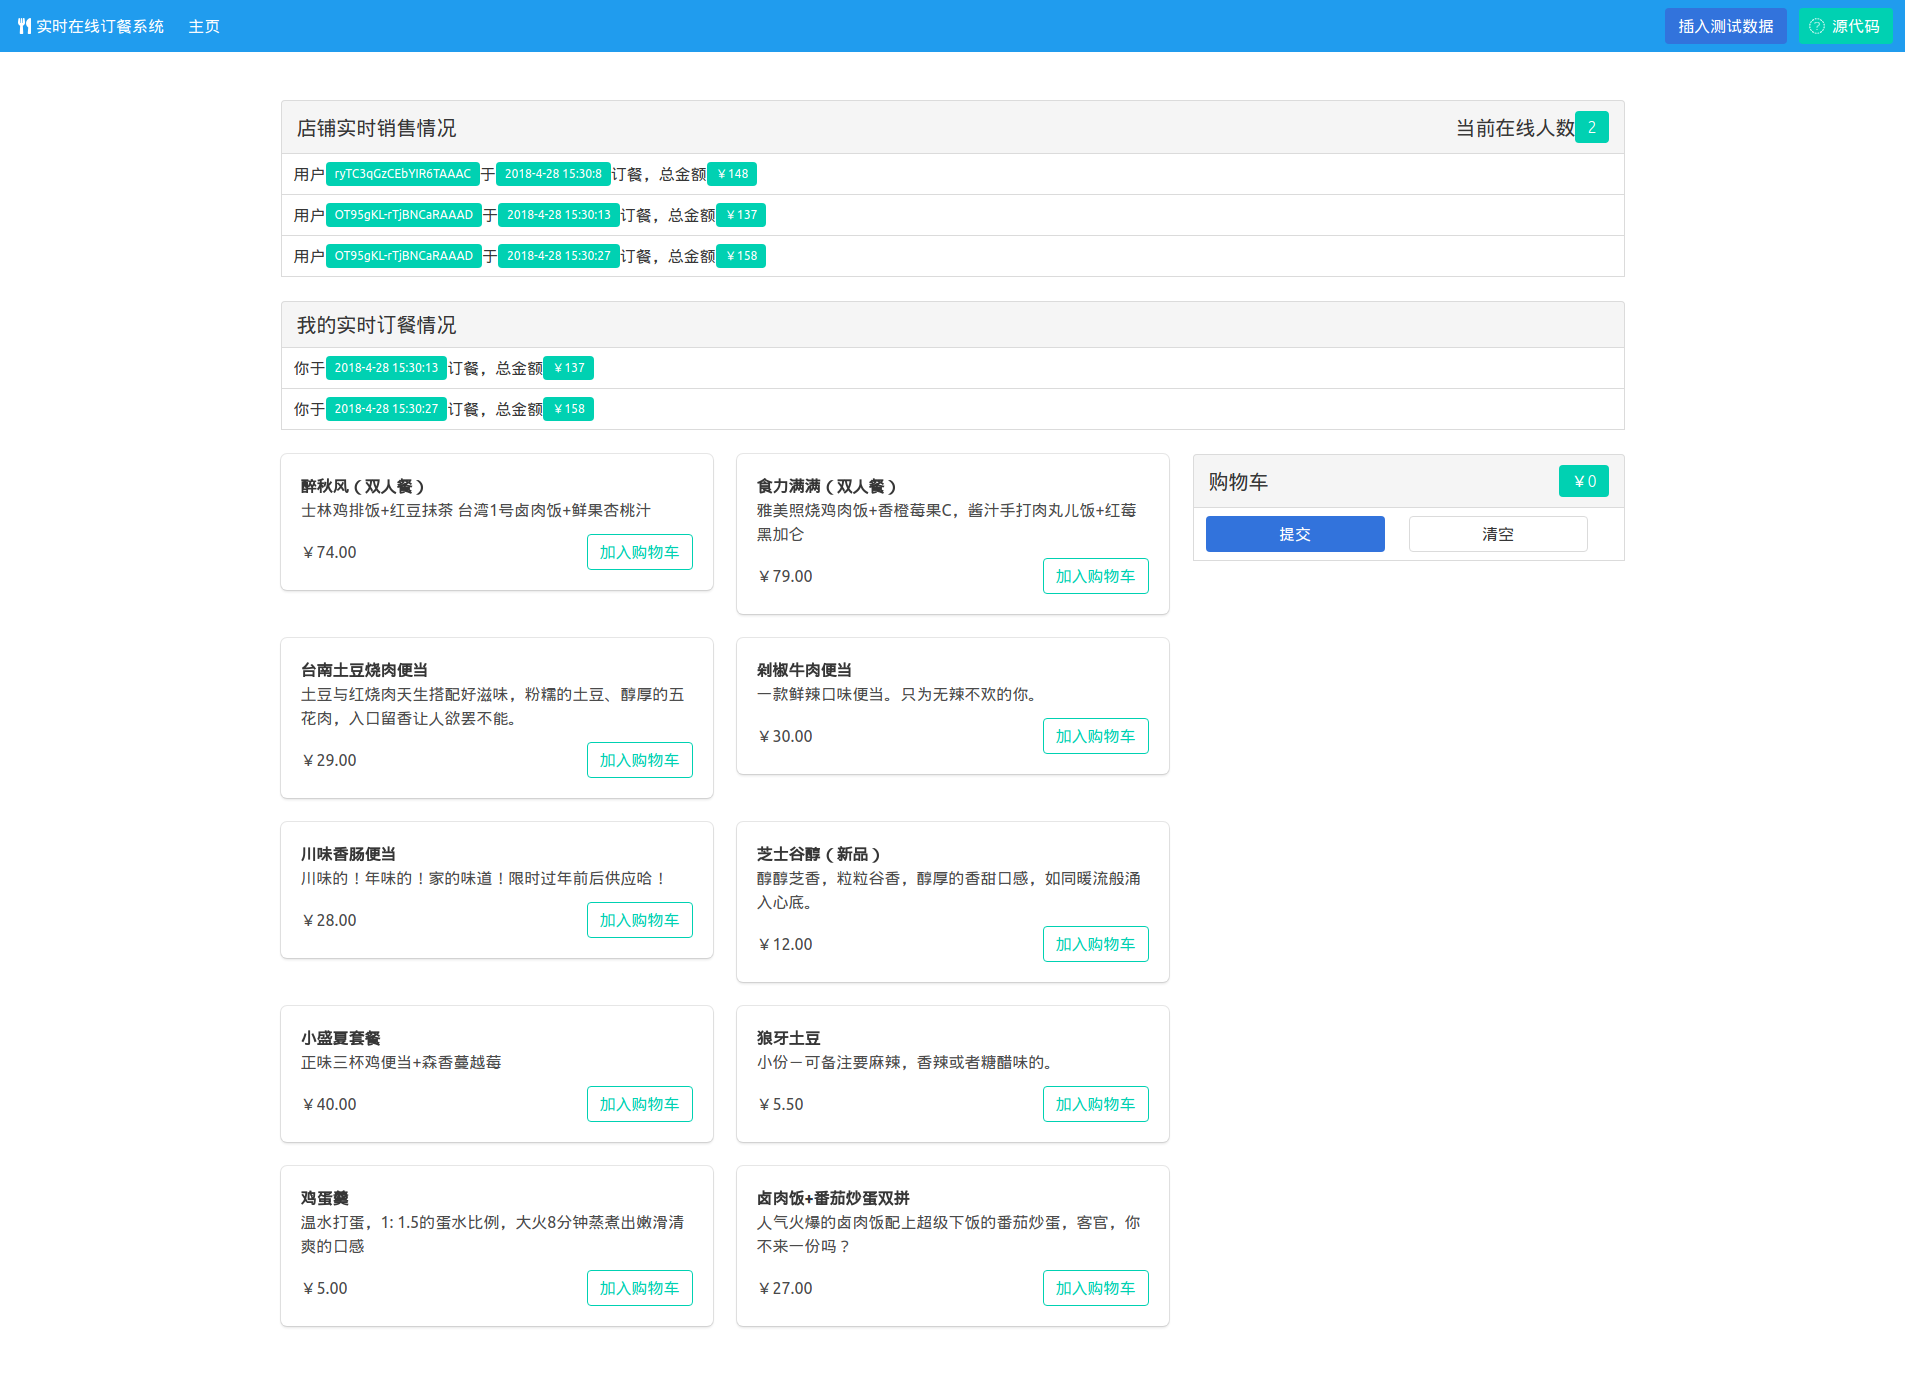 实时在线订餐系统 主页 插入测试数据 源代码
店铺实时销售情况 当前在线人数 2
用户 ryTC3qGzCEbYIR6TAAAC 于 2018-4-28 15:30:8 订餐，总金额 ￥148
用户 OT95gKL-rTjBNCaRAAAD 于 2018-4-28 15:30:13 订餐，总金额 ￥137
用户 OT95gKL-rTjBNCaRAAAD 于 2018-4-28 15:30:27 订餐，总金额 ￥158
我的实时订餐情况
你于 2018-4-28 15:30:13 订餐，总金额 ￥137
你于 2018-4-28 15:30:27 订餐，总金额 ￥158
醉秋风（双人餐）
士林鸡排饭+红豆抹茶 台湾1号卤肉饭+鲜果杏桃汁
￥74.00 加入购物车
食力满满（双人餐）
雅美照烧鸡肉饭+香橙莓果C，酱汁手打肉丸儿饭+红莓
黑加仑
￥79.00 加入购物车
购物车 ￥0
提交 清空
台南土豆烧肉便当
土豆与红烧肉天生搭配好滋味，粉糯的土豆、醇厚的五
花肉，入口留香让人欲罢不能。
￥29.00 加入购物车
剁椒牛肉便当
一款鲜辣口味便当。只为无辣不欢的你。
￥30.00 加入购物车
川味香肠便当
川味的！年味的！家的味道！限时过年前后供应哈！
￥28.00 加入购物车
芝士谷醇（新品）
醇醇芝香，粒粒谷香，醇厚的香甜口感，如同暖流般涌
入心底。
￥12.00 加入购物车
小盛夏套餐
正味三杯鸡便当+森香蔓越莓
￥40.00 加入购物车
狼牙土豆
小份－可备注要麻辣，香辣或者糖醋味的。
￥5.50 加入购物车
鸡蛋羹
温水打蛋，1: 1.5的蛋水比例，大火8分钟蒸煮出嫩滑清
爽的口感
￥5.00 加入购物车
卤肉饭+番茄炒蛋双拼
人气火爆的卤肉饭配上超级下饭的番茄炒蛋，客官，你
不来一份吗？
￥27.00 加入购物车